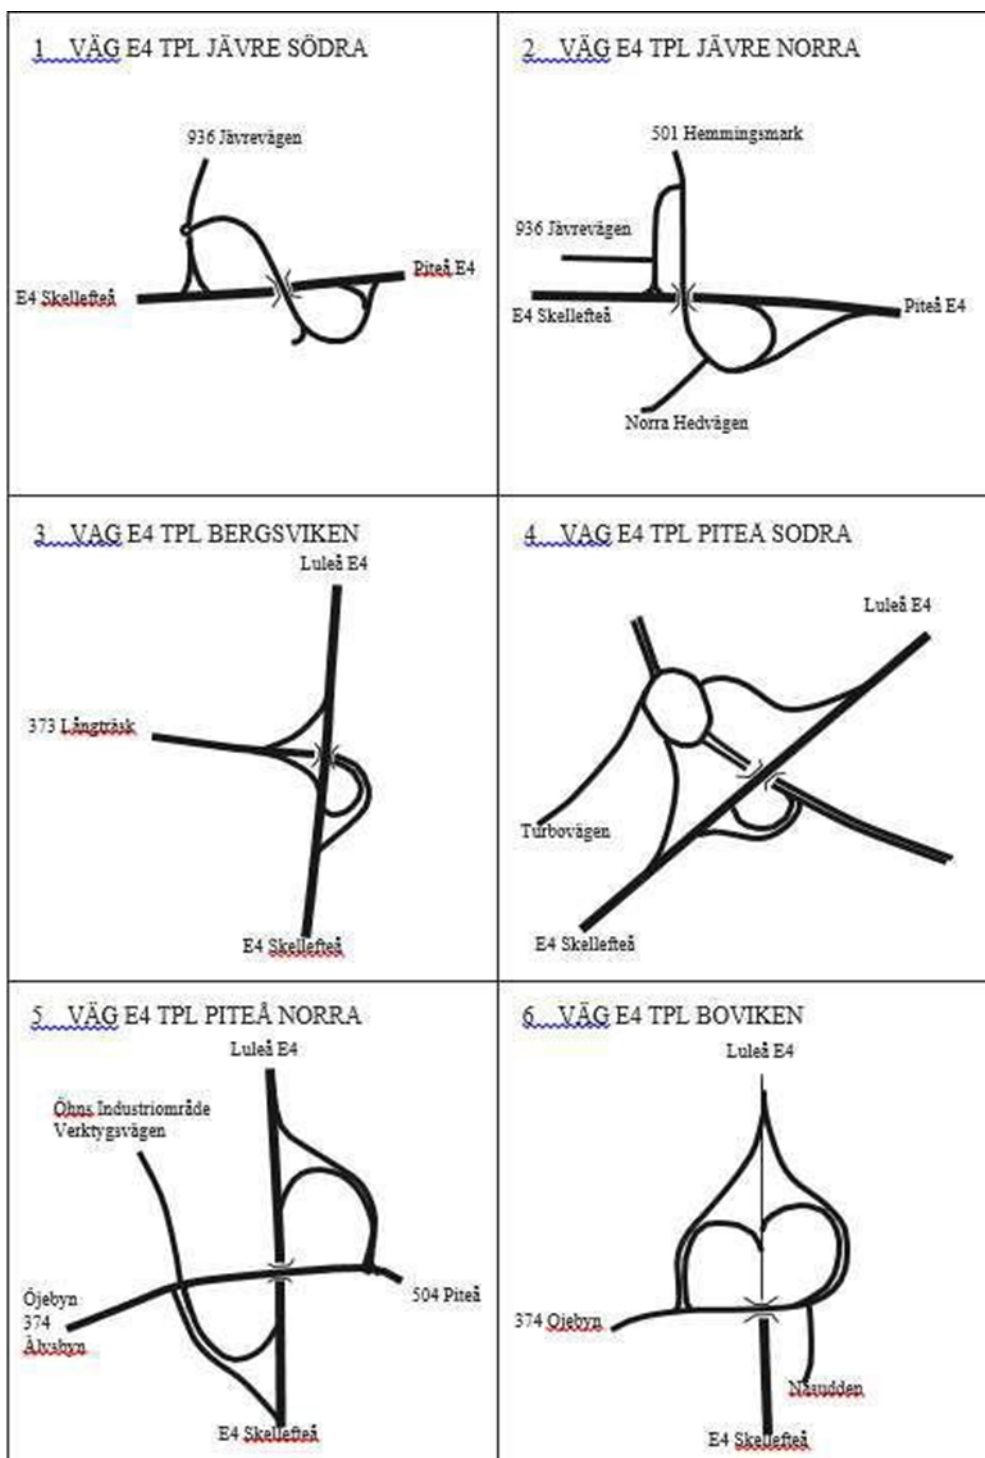 1 VÄG E4 TPL JÄVRE SÖDRA
936 Jävrevägen
Piteå E4
E4 Skellefteå
2 VÄG E4 TPL JÄVRE NORRA
501 Hemmingsmark
936 Jävrevägen
E4 Skellefteå
Piteå E4
Norra Hedvägen
3 VÄG E4 TPL BERGSVIKEN
Luleå E4
373 Långträsk
E4 Skellefteå
4 VÄG E4 TPL PITEÅ SÖDRA
Luleå E4
Turbovägen
E4 Skellefteå
5 VÄG E4 TPL PITEÅ NORRA
Luleå E4
Öhns Industriområde
Verktygsvägen
Öjebyn
374
Älvsbyn
504 Piteå
E4 Skellefteå
6 VÄG E4 TPL BOVIKEN
Luleå E4
374 Öjebyn
Näsudden
E4 Skellefteå